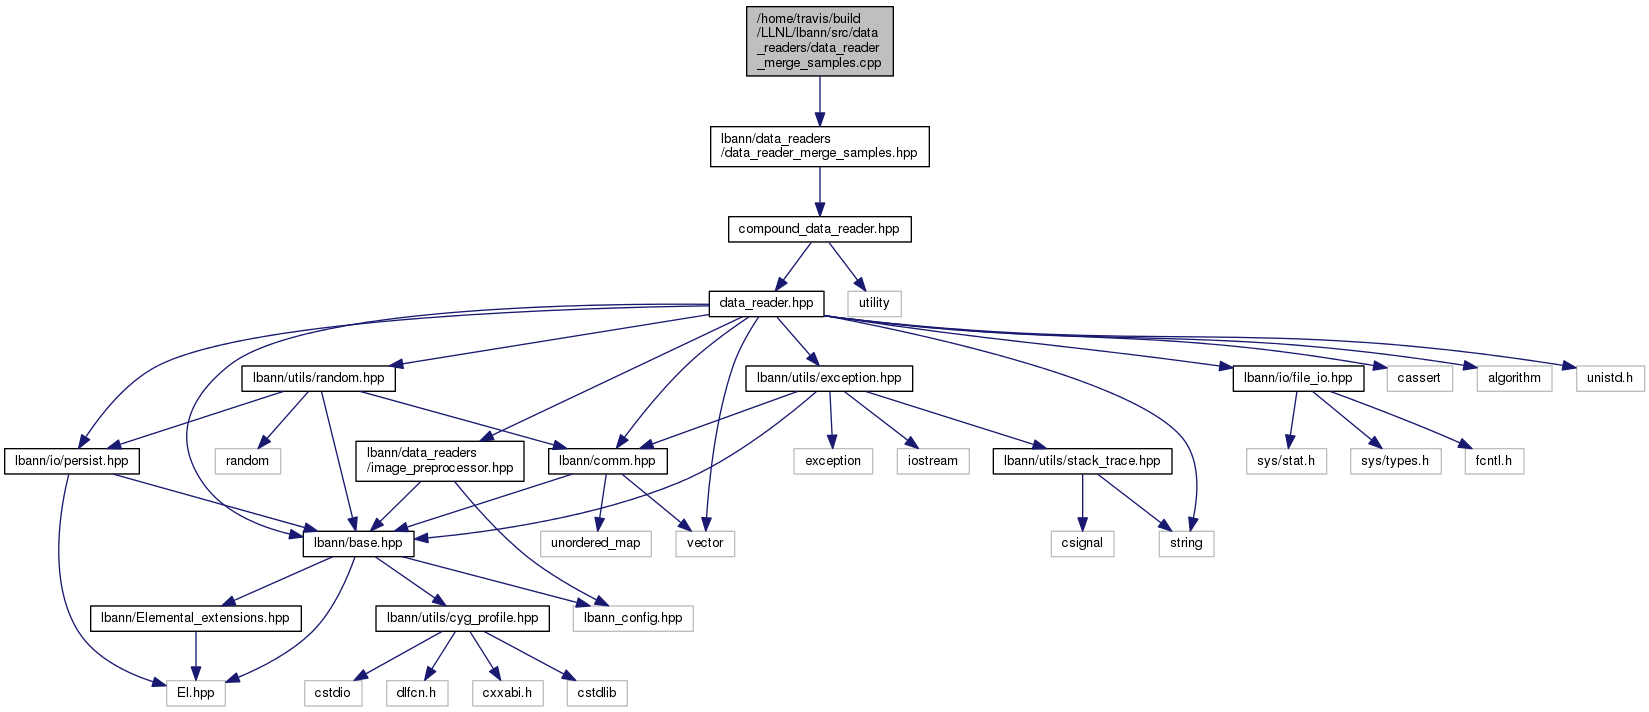 /home/travis/build
/LLNL/lbann/src/data
_readers/data_reader
_merge_samples.cpp
lbann/data_readers
/data_reader_merge_samples.hpp
compound_data_reader.hpp
data_reader.hpp
utility
lbann/utils/random.hpp
lbann/utils/exception.hpp
lbann/io/file_io.hpp
cassert
algorithm
unistd.h
lbann/io/persist.hpp
random
lbann/data_readers
/image_preprocessor.hpp
lbann/comm.hpp
exception
iostream
lbann/utils/stack_trace.hpp
sys/stat.h
sys/types.h
fcntl.h
lbann/base.hpp
unordered_map
vector
csignal
string
lbann/Elemental_extensions.hpp
lbann/utils/cyg_profile.hpp
lbann_config.hpp
El.hpp
cstdio
dlfcn.h
cxxabi.h
cstdlib